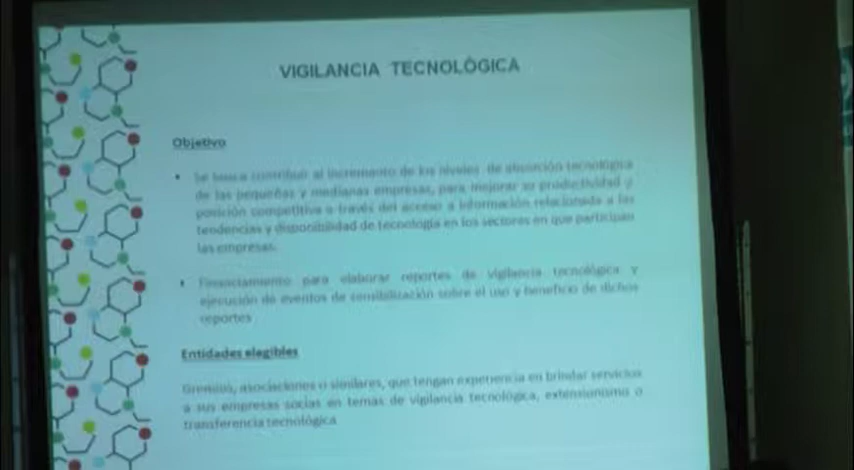 VIGILANCIA TECNOLÓGICA
Objetivo
• Se busca contribuir al incremento de los niveles de absorción tecnológica
de las pequeñas y medianas empresas, para mejorar su productividad y
posición competitiva a través del acceso a información relacionada a las
tendencias y disponibilidad de tecnología en los sectores en que participan
las empresas.
• Financiamiento para elaborar reportes de vigilancia tecnológica y
ejecución de eventos de sensibilización sobre el uso y beneficio de dichos
reportes
Entidades elegibles
Gremios, asociaciones o similares, que tengan experiencia en brindar servicios
a sus empresas socias en temas de vigilancia tecnológica, extensionismo o
transferencia tecnológica